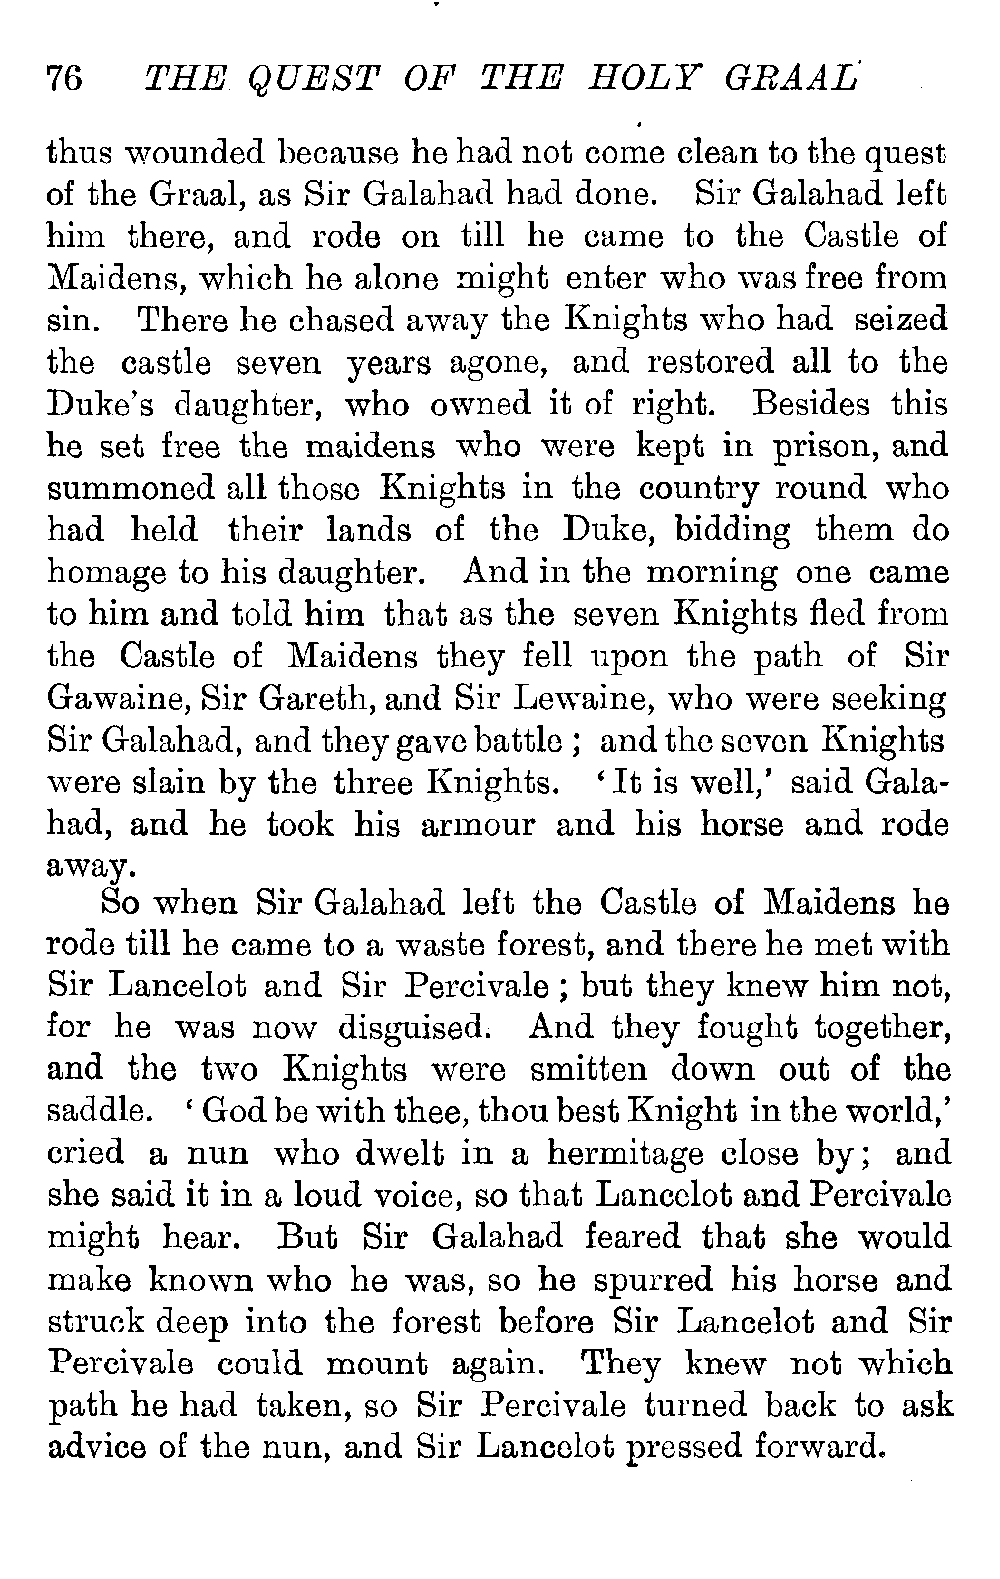 76 THE QUEST OF THE HOLY GRAAL
thus wounded because he had not come clean to the quest
of the Graal, as Sir Galahad had done. Sir Galahad left
him there, and rode on till he came to the Castle of
Maidens, which he alone might enter who was free from
sin. There he chased away the Knights who had seized
the castle seven years agone, and restored all to the
Duke's daughter, who owned it of right. Besides this
he set free the maidens who were kept in prison, and
summoned all those Knights in the country round who
had held their lands of the Duke, bidding them do
homage to his daughter. And in the morning one came
to him and told him that as the seven Knights fled from
the Castle of Maidens they fell upon the path of Sir
Gawaine, Sir Gareth, and Sir Lewaine, who were seeking
Sir Galahad, and they gave battle ; and the seven Knights
were slain by the three Knights. ‘ It is well,’ said Gala-
had, and he took his armour and his horse and rode
away.
So when Sir Galahad left the Castle of Maidens he
rode till he came to a waste forest, and there he met with
Sir Lancelot and Sir Percivale ; but they knew him not,
for he was now disguised. And they fought together,
and the two Knights were smitten down out of the
saddle. ‘ God be with thee, thou best Knight in the world,’
cried a nun who dwelt in a hermitage close by ; and
she said it in a loud voice, so that Lancelot and Percivale
might hear. But Sir Galahad feared that she would
make known who he was, so he spurred his horse and
struck deep into the forest before Sir Lancelot and Sir
Percivale could mount again. They knew not which
path he had taken, so Sir Percivale turned back to ask
advice of the nun, and Sir Lancelot pressed forward.